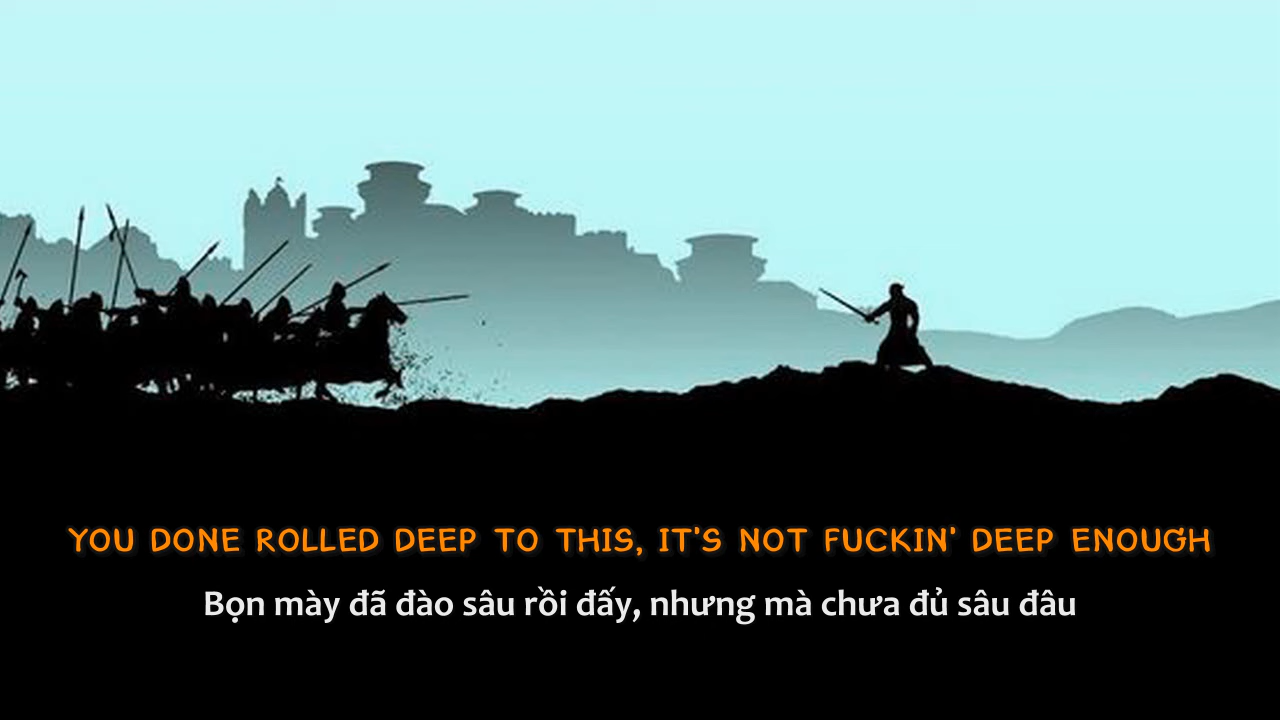 YOU DONE ROLLED DEEP TO THIS, IT'S NOT FUCKIN' DEEP ENOUGH
Bọn mày đã đào sâu rồi đấy, nhưng mà chưa đủ sâu đâu